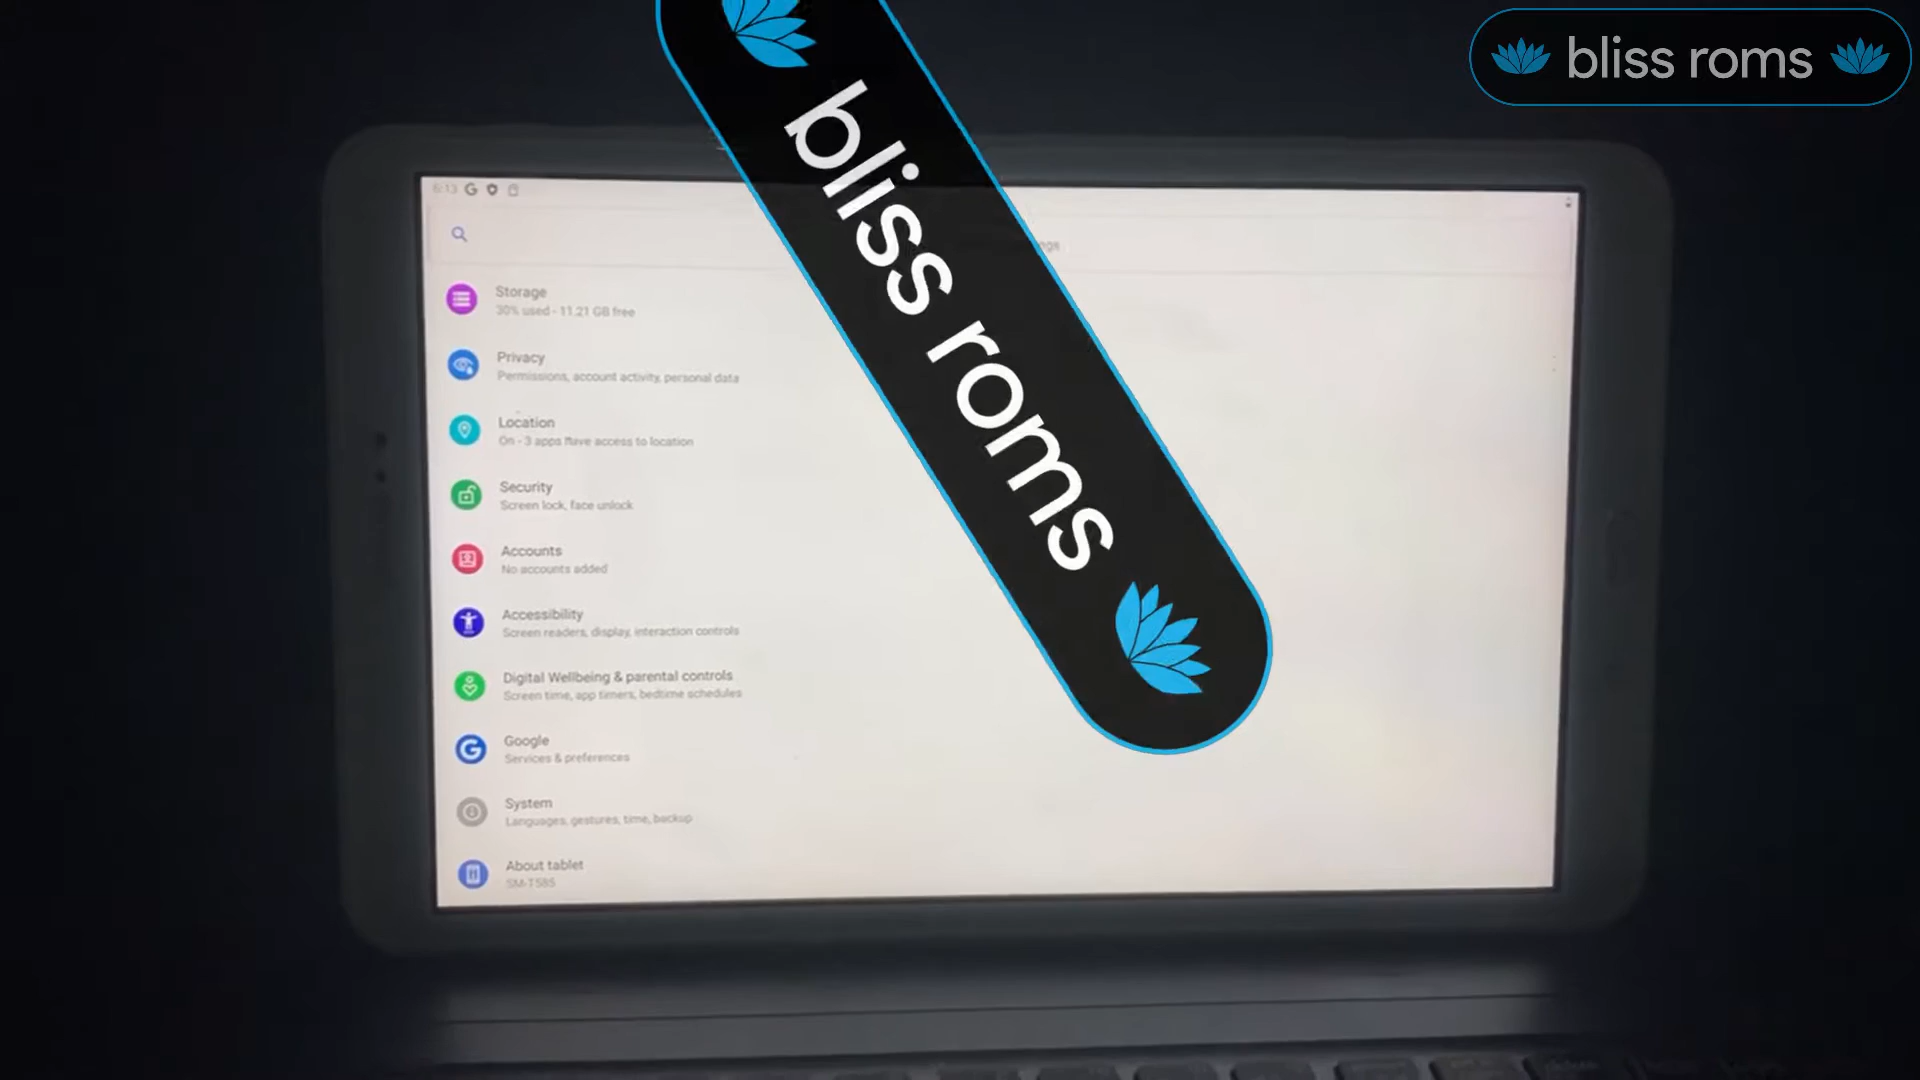 bliss roms
bliss roms
6:13
Storage
30% used - 11.21 GB free
Privacy
Permissions, account activity, personal data
Location
On - 3 apps have access to location
Security
Screen lock, face unlock
Accounts
No accounts added
Accessibility
Screen readers, display, interaction controls
Digital Wellbeing & parental controls
Screen time, app timers, bedtime schedules
Google
Services & preferences
System
Languages, gestures, time, backup
About tablet
SM-T585